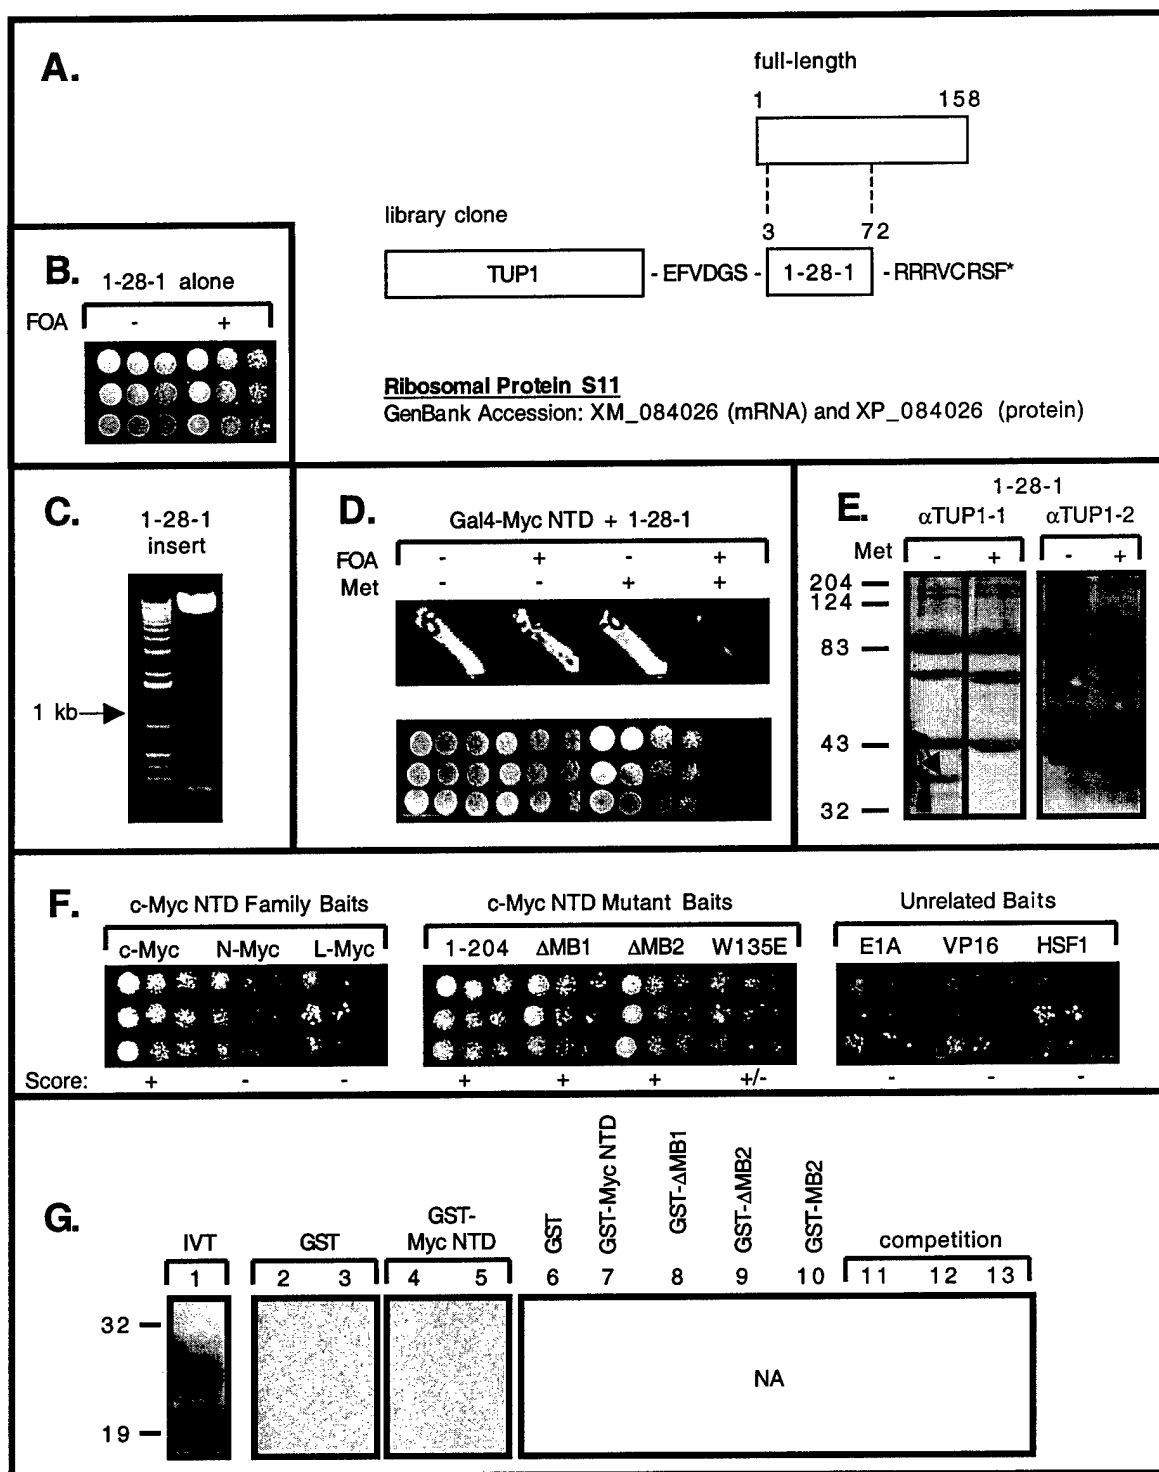 A.
full-length
1 158
library clone
3 72
TUP1 - EFVDGS - 1-28-1 - RRRVCRSF*
Ribosomal Protein S11
GenBank Accession: XM_084026 (mRNA) and XP_084026 (protein)
B.
1-28-1 alone
FOA - +
C.
1-28-1
insert
1 kb
D.
Gal4-Myc NTD + 1-28-1
FOA - + - +
Met - - + +
E.
1-28-1
αTUP1-1 αTUP1-2
Met - + - +
204
124
83
43
32
F.
c-Myc NTD Family Baits c-Myc NTD Mutant Baits Unrelated Baits
c-Myc N-Myc L-Myc 1-204 ΔMB1 ΔMB2 W135E E1A VP16 HSF1
Score: + - - + + + +/- - - -
G.
IVT GST GST-
Myc NTD
GST GST-Myc NTD GST-ΔMB1 GST-ΔMB2 GST-MB2 competition
1 2 3 4 5 6 7 8 9 10 11 12 13
32
19
NA